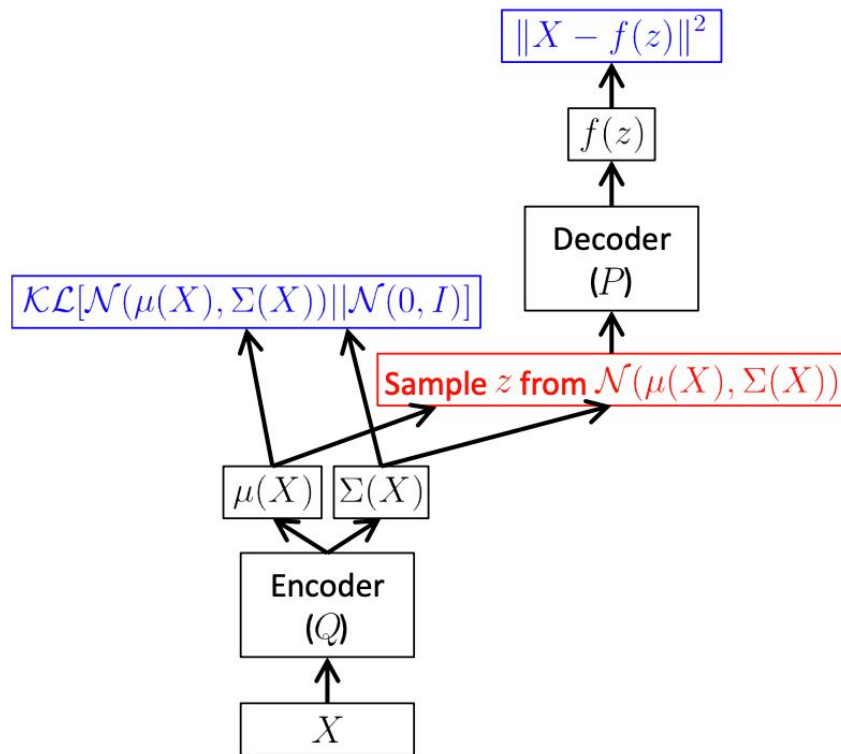 ‖X − f(z)‖²
f(z)
Decoder
(P)
𝒦ℒ[𝒩(μ(X), Σ(X))||𝒩(0, I)]
Sample z from 𝒩(μ(X), Σ(X))
μ(X) Σ(X)
Encoder
(Q)
X